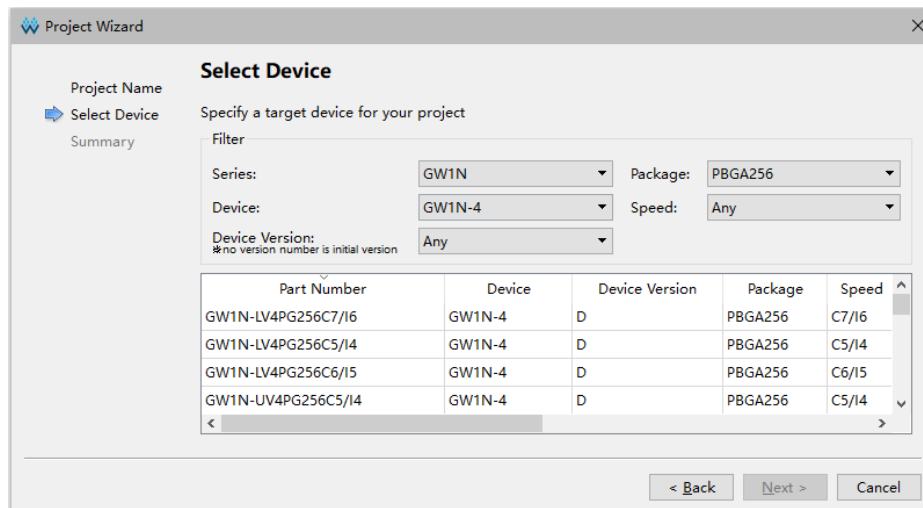 Project Wizard
Project Name
Select Device
Summary
Select Device
Specify a target device for your project
Filter
Series: GW1N Package: PBGA256
Device: GW1N-4 Speed: Any
Device Version: Any
※no version number is initial version
Part Number Device Device Version Package Speed
GW1N-LV4PG256C7/I6 GW1N-4 D PBGA256 C7/I6
GW1N-LV4PG256C5/I4 GW1N-4 D PBGA256 C5/I4
GW1N-LV4PG256C6/I5 GW1N-4 D PBGA256 C6/I5
GW1N-UV4PG256C5/I4 GW1N-4 D PBGA256 C5/I4
< Back Next > Cancel